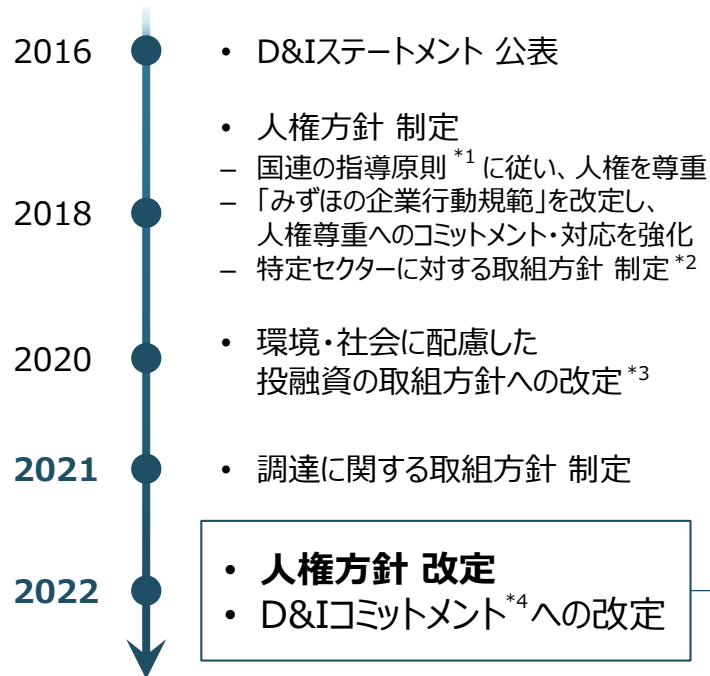 2016
• D&Iステートメント 公表
2018
• 人権方針 制定
– 国連の指導原則*1に従い、人権を尊重
– 「みずほの企業行動規範」を改定し、
人権尊重へのコミットメント・対応を強化
– 特定セクターに対する取組方針 制定*2
2020
• 環境・社会に配慮した
投融資の取組方針への改定*3
2021
• 調達に関する取組方針 制定
2022
• 人権方針 改定
• D&Iコミットメント*4への改定